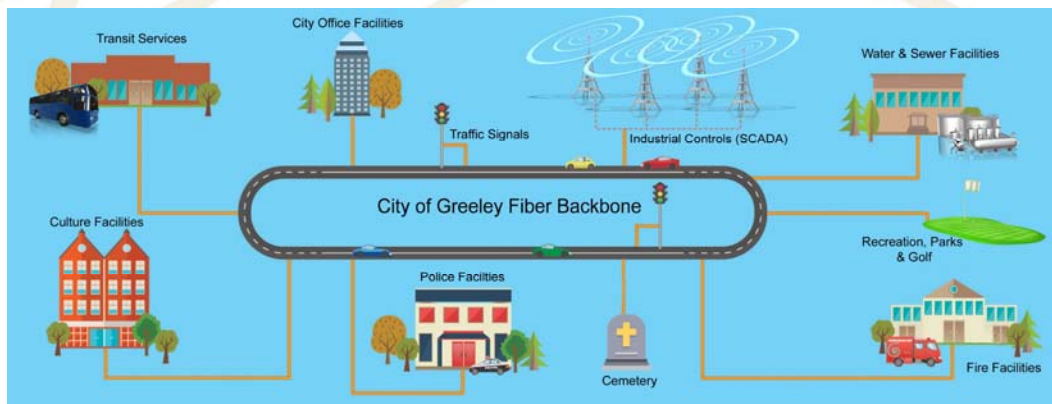 Transit Services
City Office Facilities
Water & Sewer Facilities
Traffic Signals
Industrial Controls (SCADA)
City of Greeley Fiber Backbone
Culture Facilities
Recreation, Parks
& Golf
Police Facilties
Fire Facilities
Cemetery